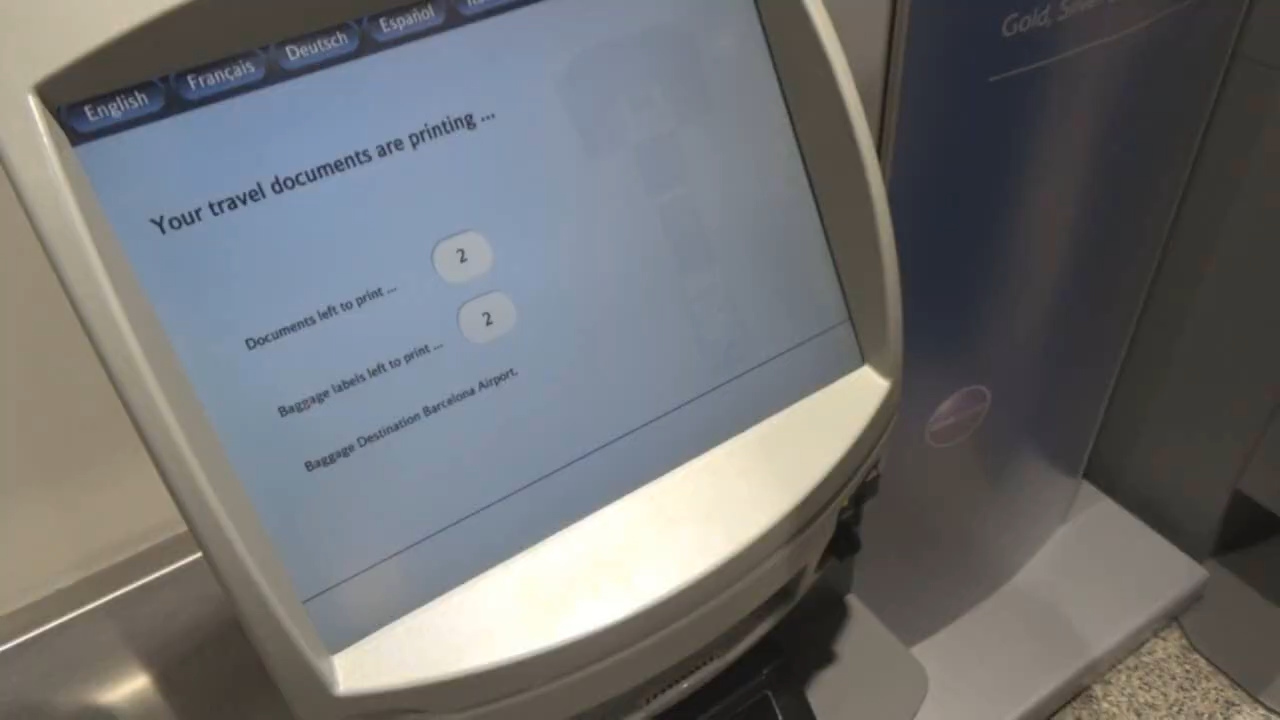 Gold, Silver
English Français Deutsch Español
Your travel documents are printing ...
Documents left to print ... 2
Baggage labels left to print ... 2
Baggage Destination Barcelona Airport.